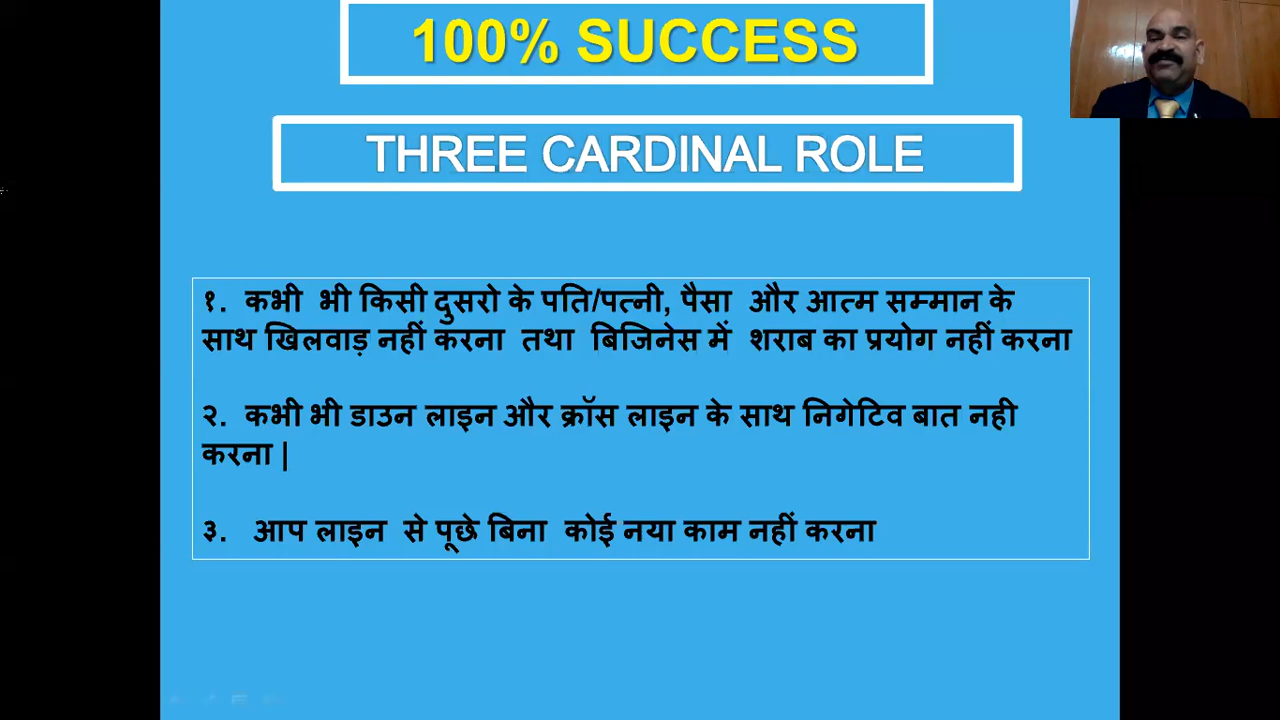 100% SUCCESS
THREE CARDINAL ROLE
१. कभी भी किसी दुसरो के पति/पत्नी, पैसा और आत्म सम्मान के
साथ खिलवाड़ नहीं करना तथा बिजिनेस में शराब का प्रयोग नहीं करना
२. कभी भी डाउन लाइन और क्रॉस लाइन के साथ निगेटिव बात नही
करना |
३. आप लाइन से पूछे बिना कोई नया काम नहीं करना